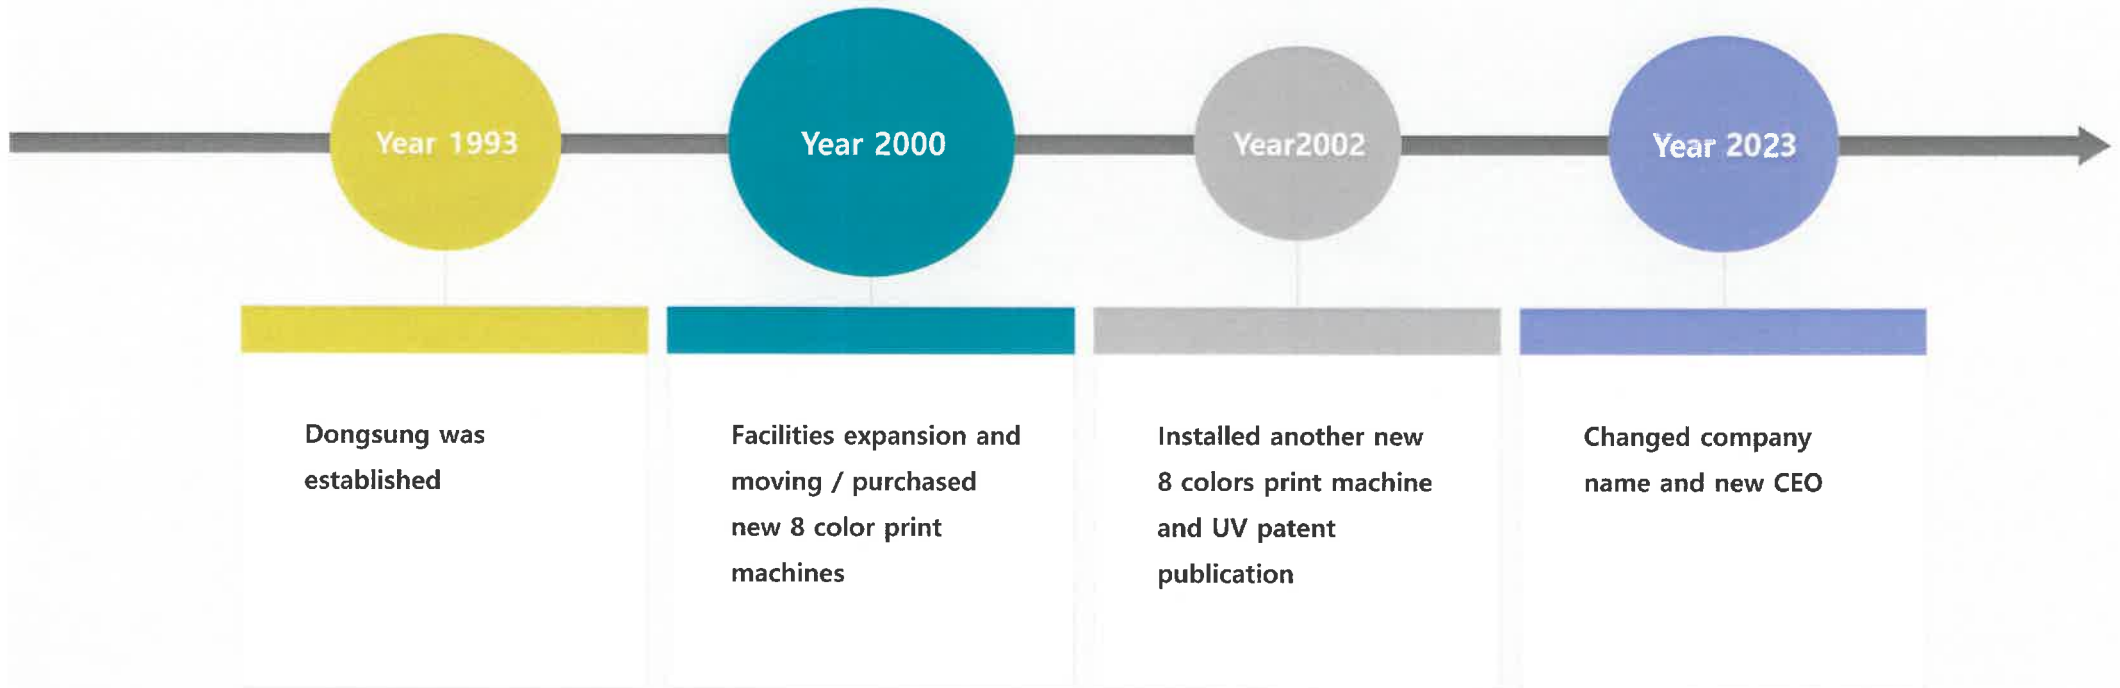 Year 1993
Year 2000
Year2002
Year 2023
Dongsung was
established
Facilities expansion and
moving / purchased
new 8 color print
machines
Installed another new
8 colors print machine
and UV patent
publication
Changed company
name and new CEO